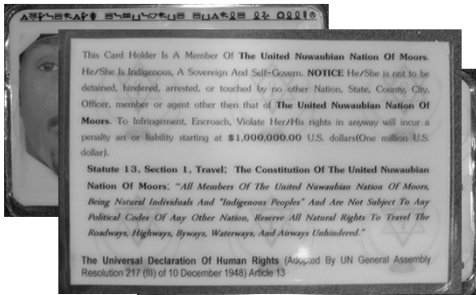 This Card Holder Is A Member Of The United Nuwaubian Nation Of Moors.
He/She Is Indigenous, A Sovereign And Self-Govern. NOTICE He/She is not to be
detained, hindered, arrested, or touched by no other Nation, State, County, City,
Officer, member or agent other then that of The United Nuwaubian Nation Of
Moors. To Infringement, Encroach, Violate Her/His rights in anyway will incur a
penalty an or liability starting at $1,000,000.00 U.S. dollars(One million U.S.
dollar).
Statute 13, Section 1, Travel; The Constitution Of The United Nuwaubian
Nation Of Moors; "All Members Of The United Nuwaubian Nation Of Moors,
Being Natural Individuals And "Indigenous Peoples" And Are Not Subject To Any
Political Codes Of Any Other Nation, Reserve All Natural Rights To Travel The
Roadways, Highways, Byways, Waterways, And Airways Unhindered."
The Universal Declaration Of Human Rights (Adopted By UN General Assembly
Resolution 217 (III) of 10 December 1948) Article 13